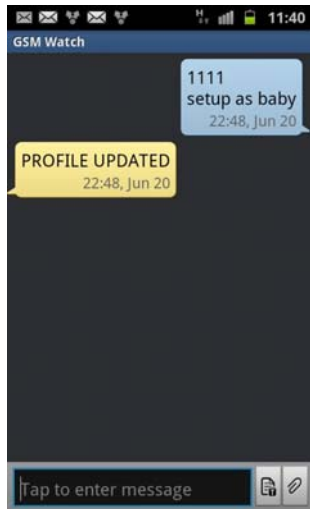 11:40
GSM Watch
1111
setup as baby
22:48, Jun 20
PROFILE UPDATED
22:48, Jun 20
Tap to enter message